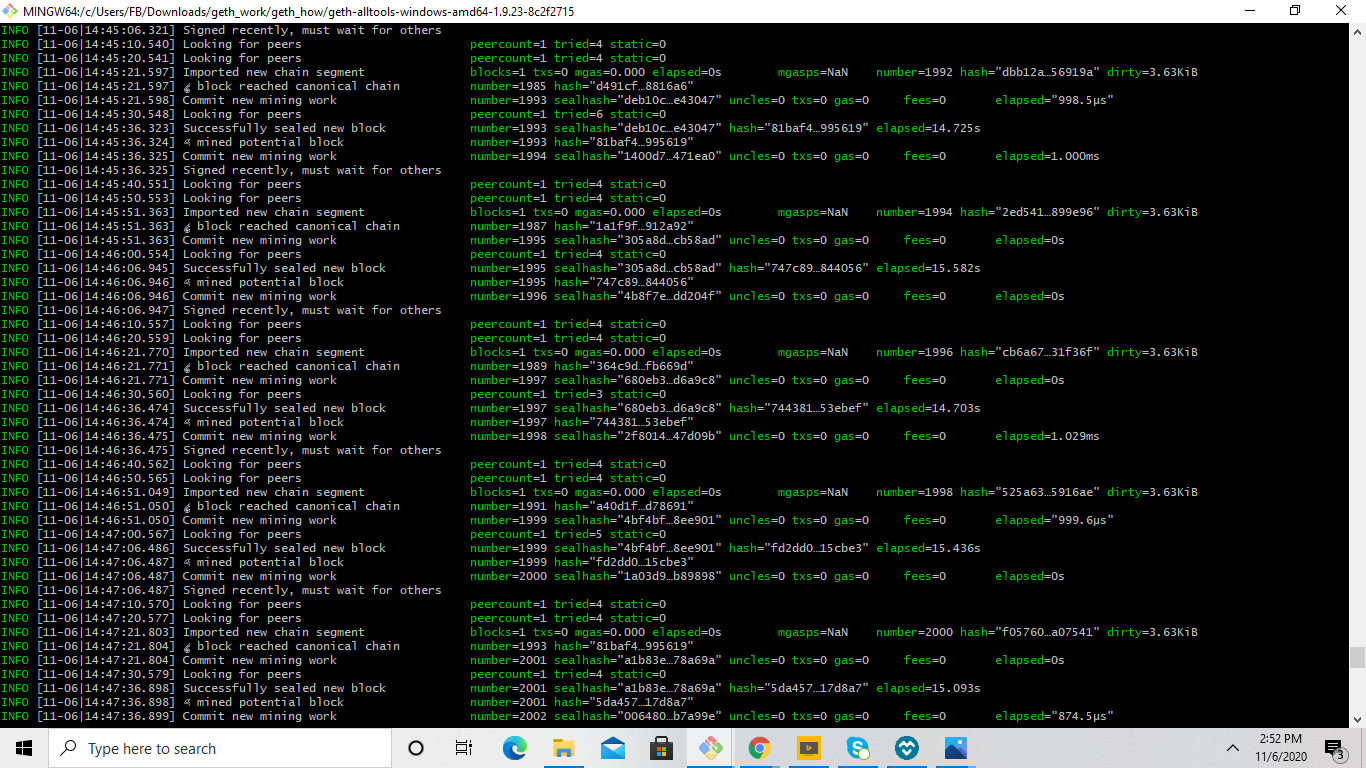 MINGW64:/c/Users/FB/Downloads/geth_work/geth_how/geth-alltools-windows-amd64-1.9.23-8c2f2715
INFO [11-06|14:45:06.321] Signed recently, must wait for others
INFO [11-06|14:45:10.540] Looking for peers peercount=1 tried=4 static=0
INFO [11-06|14:45:20.541] Looking for peers peercount=1 tried=4 static=0
INFO [11-06|14:45:21.597] Imported new chain segment blocks=1 txs=0 mgas=0.000 elapsed=0s mgasps=NaN number=1992 hash="dbb12a…56919a" dirty=3.63KiB
INFO [11-06|14:45:21.597] block reached canonical chain number=1985 hash="d491cf…8816a6"
INFO [11-06|14:45:21.598] Commit new mining work number=1993 sealhash="deb10c…e43047" uncles=0 txs=0 gas=0 fees=0 elapsed="998.5µs"
INFO [11-06|14:45:30.548] Looking for peers peercount=1 tried=6 static=0
INFO [11-06|14:45:36.323] Successfully sealed new block number=1993 sealhash="deb10c…e43047" hash="81baf4…995619" elapsed=14.725s
INFO [11-06|14:45:36.324] mined potential block number=1993 hash="81baf4…995619"
INFO [11-06|14:45:36.325] Commit new mining work number=1994 sealhash="1400d7…471ea0" uncles=0 txs=0 gas=0 fees=0 elapsed=1.000ms
INFO [11-06|14:45:36.325] Signed recently, must wait for others
INFO [11-06|14:45:40.551] Looking for peers peercount=1 tried=4 static=0
INFO [11-06|14:45:50.553] Looking for peers peercount=1 tried=4 static=0
INFO [11-06|14:45:51.363] Imported new chain segment blocks=1 txs=0 mgas=0.000 elapsed=0s mgasps=NaN number=1994 hash="2ed541…899e96" dirty=3.63KiB
INFO [11-06|14:45:51.363] block reached canonical chain number=1987 hash="1a1f9f…912a92"
INFO [11-06|14:45:51.363] Commit new mining work number=1995 sealhash="305a8d…cb58ad" uncles=0 txs=0 gas=0 fees=0 elapsed=0s
INFO [11-06|14:46:00.554] Looking for peers peercount=1 tried=4 static=0
INFO [11-06|14:46:06.945] Successfully sealed new block number=1995 sealhash="305a8d…cb58ad" hash="747c89…844056" elapsed=15.582s
INFO [11-06|14:46:06.946] mined potential block number=1995 hash="747c89…844056"
INFO [11-06|14:46:06.946] Commit new mining work number=1996 sealhash="4b8f7e…dd204f" uncles=0 txs=0 gas=0 fees=0 elapsed=0s
INFO [11-06|14:46:06.947] Signed recently, must wait for others
INFO [11-06|14:46:10.557] Looking for peers peercount=1 tried=4 static=0
INFO [11-06|14:46:20.559] Looking for peers peercount=1 tried=4 static=0
INFO [11-06|14:46:21.770] Imported new chain segment blocks=1 txs=0 mgas=0.000 elapsed=0s mgasps=NaN number=1996 hash="cb6a67…31f36f" dirty=3.63KiB
INFO [11-06|14:46:21.771] block reached canonical chain number=1989 hash="364c9d…fb669d"
INFO [11-06|14:46:21.771] Commit new mining work number=1997 sealhash="680eb3…d6a9c8" uncles=0 txs=0 gas=0 fees=0 elapsed=0s
INFO [11-06|14:46:30.560] Looking for peers peercount=1 tried=3 static=0
INFO [11-06|14:46:36.474] Successfully sealed new block number=1997 sealhash="680eb3…d6a9c8" hash="744381…53ebef" elapsed=14.703s
INFO [11-06|14:46:36.474] mined potential block number=1997 hash="744381…53ebef"
INFO [11-06|14:46:36.475] Commit new mining work number=1998 sealhash="2f8014…47d09b" uncles=0 txs=0 gas=0 fees=0 elapsed=1.029ms
INFO [11-06|14:46:36.475] Signed recently, must wait for others
INFO [11-06|14:46:40.562] Looking for peers peercount=1 tried=4 static=0
INFO [11-06|14:46:50.565] Looking for peers peercount=1 tried=4 static=0
INFO [11-06|14:46:51.049] Imported new chain segment blocks=1 txs=0 mgas=0.000 elapsed=0s mgasps=NaN number=1998 hash="525a63…5916ae" dirty=3.63KiB
INFO [11-06|14:46:51.050] block reached canonical chain number=1991 hash="a40d1f…d78691"
INFO [11-06|14:46:51.050] Commit new mining work number=1999 sealhash="4bf4bf…8ee901" uncles=0 txs=0 gas=0 fees=0 elapsed="999.6µs"
INFO [11-06|14:47:00.567] Looking for peers peercount=1 tried=5 static=0
INFO [11-06|14:47:06.486] Successfully sealed new block number=1999 sealhash="4bf4bf…8ee901" hash="fd2dd0…15cbe3" elapsed=15.436s
INFO [11-06|14:47:06.487] mined potential block number=1999 hash="fd2dd0…15cbe3"
INFO [11-06|14:47:06.487] Commit new mining work number=2000 sealhash="1a03d9…b89898" uncles=0 txs=0 gas=0 fees=0 elapsed=0s
INFO [11-06|14:47:06.487] Signed recently, must wait for others
INFO [11-06|14:47:10.570] Looking for peers peercount=1 tried=4 static=0
INFO [11-06|14:47:20.577] Looking for peers peercount=1 tried=4 static=0
INFO [11-06|14:47:21.803] Imported new chain segment blocks=1 txs=0 mgas=0.000 elapsed=0s mgasps=NaN number=2000 hash="f05760…a07541" dirty=3.63KiB
INFO [11-06|14:47:21.804] block reached canonical chain number=1993 hash="81baf4…995619"
INFO [11-06|14:47:21.804] Commit new mining work number=2001 sealhash="a1b83e…78a69a" uncles=0 txs=0 gas=0 fees=0 elapsed=0s
INFO [11-06|14:47:30.579] Looking for peers peercount=1 tried=4 static=0
INFO [11-06|14:47:36.898] Successfully sealed new block number=2001 sealhash="a1b83e…78a69a" hash="5da457…17d8a7" elapsed=15.093s
INFO [11-06|14:47:36.898] mined potential block number=2001 hash="5da457…17d8a7"
INFO [11-06|14:47:36.899] Commit new mining work number=2002 sealhash="006480…b7a99e" uncles=0 txs=0 gas=0 fees=0 elapsed="874.5µs"
Type here to search
2:52 PM
11/6/2020
3